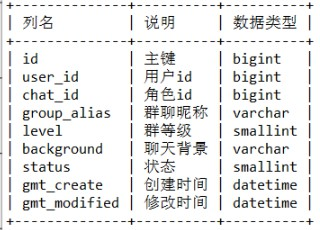 +--------------+----------+----------+
| 列名 | 说明 | 数据类型 |
+--------------+----------+----------+
| id | 主键 | bigint |
| user_id | 用户id | bigint |
| chat_id | 角色id | bigint |
| group_alias | 群聊昵称 | varchar |
| level | 群等级 | smallint |
| background | 聊天背景 | varchar |
| status | 状态 | smallint |
| gmt_create | 创建时间 | datetime |
| gmt_modified | 修改时间 | datetime |
+--------------+----------+----------+